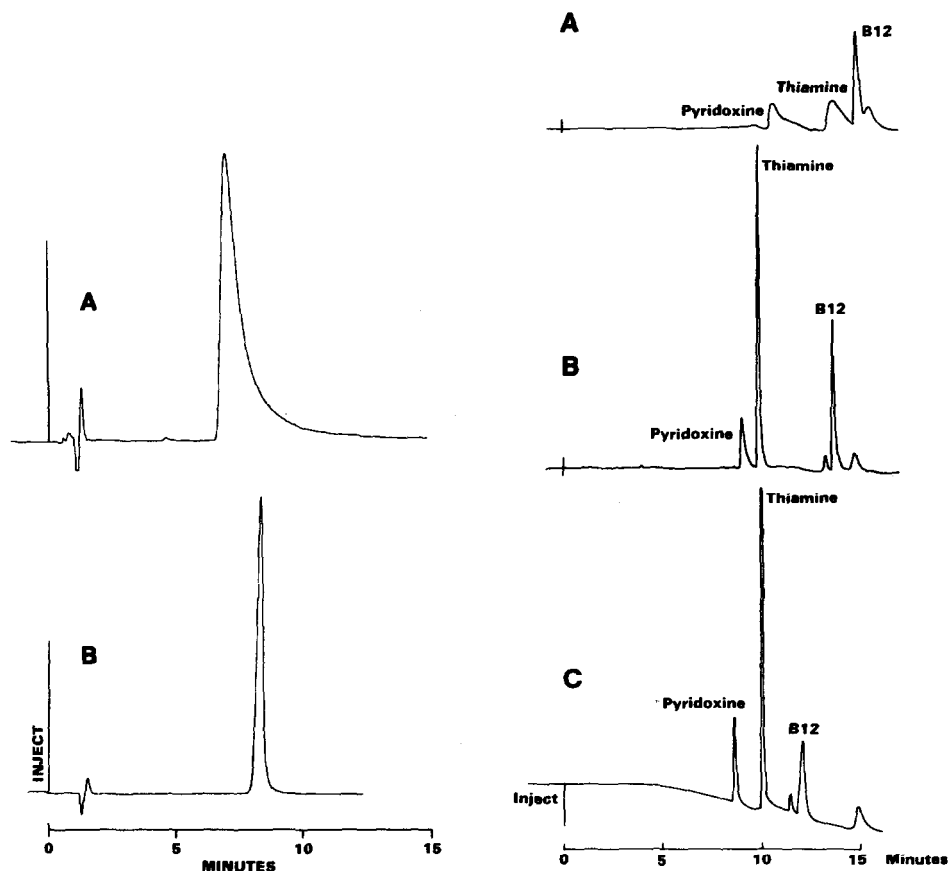 A
B
INJECT
0 5 10 15
MINUTES
A
B12
Thiamine
Pyridoxine
Thiamine
B12
B
Pyridoxine
Thiamine
C
Pyridoxine
B12
Inject
0 5 10 15 Minutes